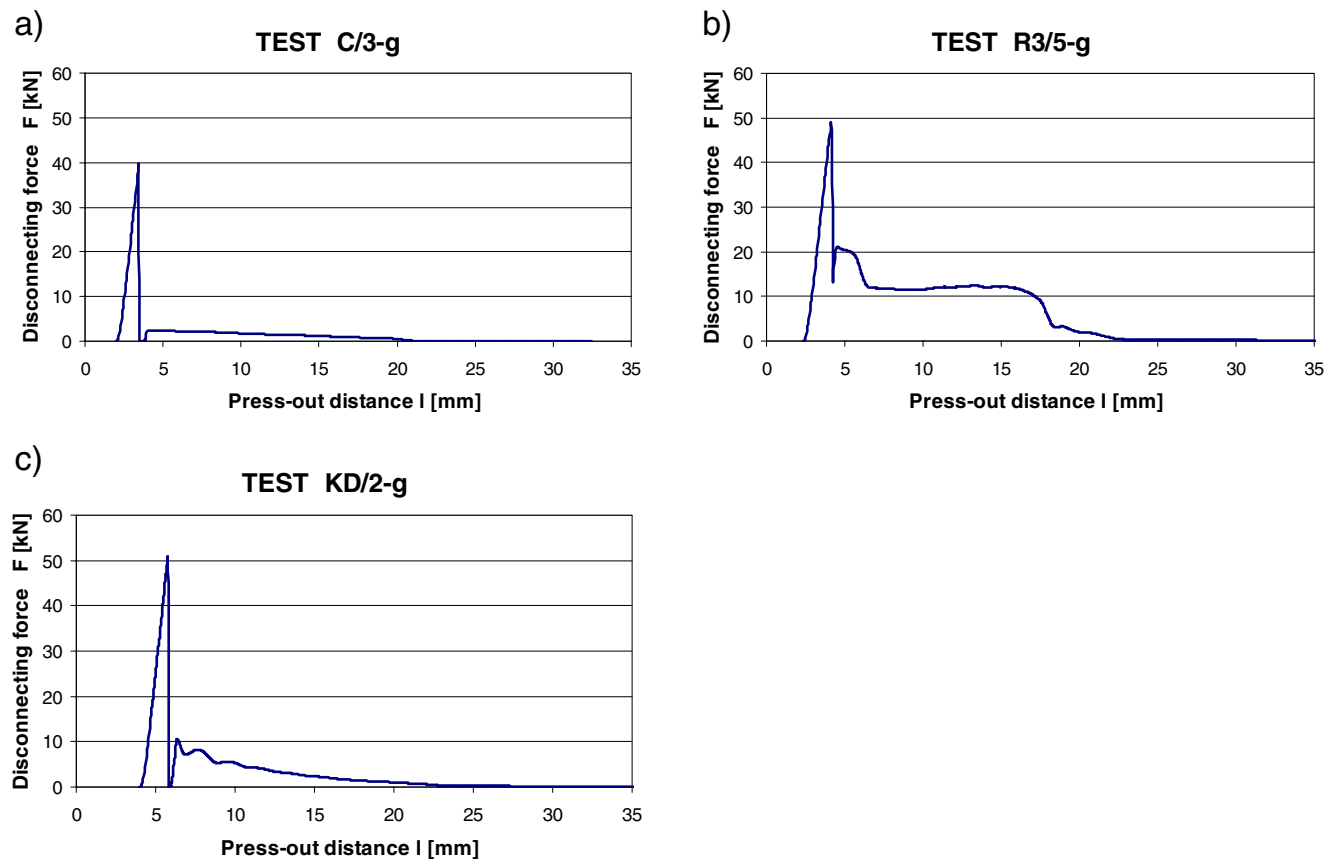 a)
TEST C/3-g
Disconnecting force F [kN]
60
50
40
30
20
10
0
0 5 10 15 20 25 30 35
Press-out distance l [mm]
b)
TEST R3/5-g
Disconnecting force F [kN]
60
50
40
30
20
10
0
0 5 10 15 20 25 30 35
Press-out distance l [mm]
c)
TEST KD/2-g
Disconnecting force F [kN]
60
50
40
30
20
10
0
0 5 10 15 20 25 30 35
Press-out distance l [mm]